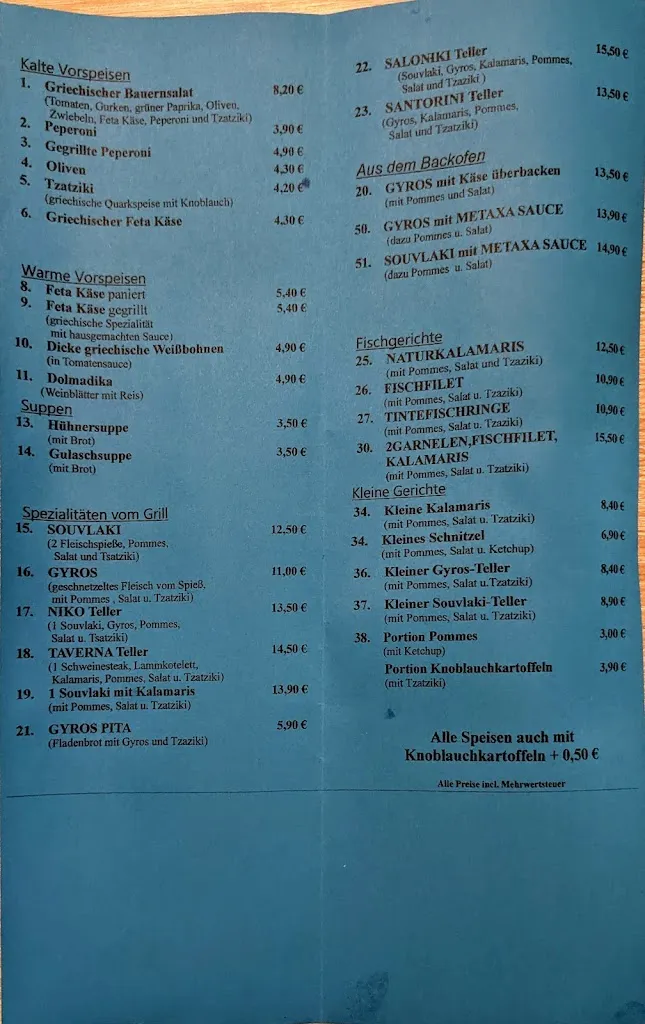 Kalte Vorspeisen
1. Griechischer Bauernsalat 8,20 €
(Tomaten, Gurken, grüner Paprika, Oliven,
Zwiebeln, Feta Käse, Peperoni und Tzatziki)
2. Peperoni 3,90 €
3. Gegrillte Peperoni 4,90 €
4. Oliven 4,30 €
5. Tzatziki 4,20 €
(griechische Quarkspeise mit Knoblauch)
6. Griechischer Feta Käse 4,30 €
Warme Vorspeisen
8. Feta Käse paniert 5,40 €
9. Feta Käse gegrillt 5,40 €
(griechische Spezialität
mit hausgemachten Sauce)
10. Dicke griechische Weißbohnen 4,90 €
(in Tomatensauce)
11. Dolmadika 4,90 €
(Weinblätter mit Reis)
Suppen
13. Hühnersuppe 3,50 €
(mit Brot)
14. Gulaschsuppe 3,50 €
(mit Brot)
Spezialitäten vom Grill
15. SOUVLAKI 12,50 €
(2 Fleischspieße, Pommes,
Salat und Tsatziki)
16. GYROS 11,00 €
(geschnetzeltes Fleisch vom Spieß,
mit Pommes , Salat u. Tzatziki)
17. NIKO Teller 13,50 €
(1 Souvlaki, Gyros, Pommes,
Salat u. Tsatziki)
18. TAVERNA Teller 14,50 €
(1 Schweinesteak, Lammkotelett,
Kalamaris, Pommes, Salat u. Tzatziki)
19. 1 Souvlaki mit Kalamaris 13,90 €
(mit Pommes, Salat u. Tzatziki)
21. GYROS PITA 5,90 €
(Fladenbrot mit Gyros und Tzaziki)
22. SALONIKI Teller 15,50 €
(Souvlaki, Gyros, Kalamaris, Pommes,
Salat und Tzaziki )
23. SANTORINI Teller 13,50 €
(Gyros, Kalamaris, Pommes,
Salat und Tzatziki)
Aus dem Backofen
20. GYROS mit Käse überbacken 13,50 €
(mit Pommes und Salat)
50. GYROS mit METAXA SAUCE 13,90 €
(dazu Pommes u. Salat)
51. SOUVLAKI mit METAXA SAUCE 14,90 €
(dazu Pommes u. Salat)
Fischgerichte
25. NATURKALAMARIS 12,50 €
(mit Pommes, Salat und Tzaziki)
26. FISCHFILET 10,90 €
(mit Pommes, Salat u. Tzaziki)
27. TINTEFISCHRINGE 10,90 €
(mit Pommes, Salat u. Tzaziki)
30. 2GARNELEN,FISCHFILET, 15,50 €
KALAMARIS
(mit Pommes, Salat u. Tzatziki)
Kleine Gerichte
34. Kleine Kalamaris 8,40 €
(mit Pommes, Salat u. Tzatziki)
34. Kleines Schnitzel 6,90 €
(mit Pommes, Salat u. Ketchup)
36. Kleiner Gyros-Teller 8,40 €
(mit Pommes, Salat u.Tzatziki)
37. Kleiner Souvlaki-Teller 8,90 €
(mit Pommes, Salat u. Tzatziki)
38. Portion Pommes 3,00 €
(mit Ketchup)
Portion Knoblauchkartoffeln 3,90 €
(mit Tzatziki)
Alle Speisen auch mit
Knoblauchkartoffeln + 0,50 €
Alle Preise incl. Mehrwertsteuer